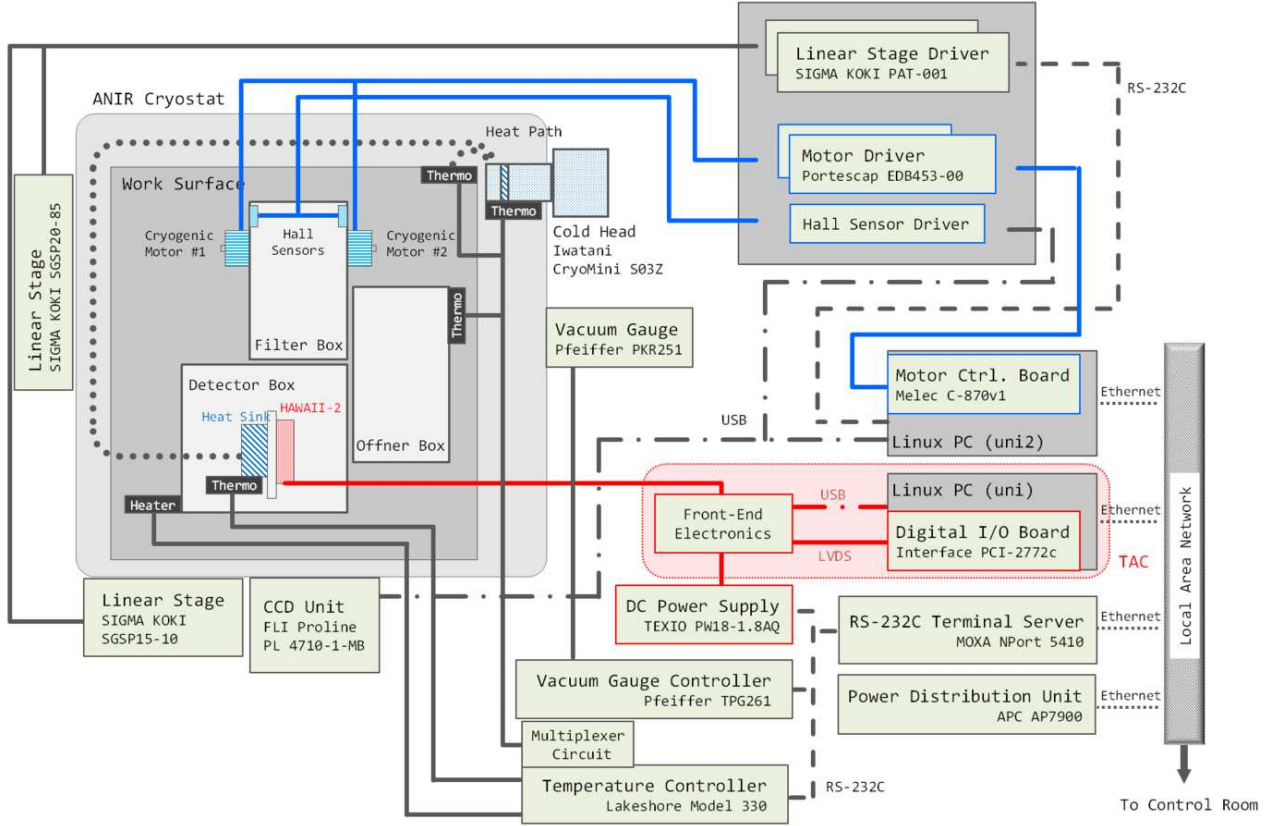 Linear Stage Driver
SIGMA KOKI PAT-001
RS-232C
ANIR Cryostat
Heat Path
Motor Driver
Portescap EDB453-00
Work Surface
Thermo
Thermo
Linear Stage
SIGMA KOKI SGSP20-85
Hall Sensor Driver
Hall
Sensors
Cryogenic
Motor #1
Cryogenic
Motor #2
Cold Head
Iwatani
CryoMini S03Z
Thermo
Vacuum Gauge
Pfeiffer PKR251
Filter Box
Detector Box
Motor Ctrl. Board
Melec C-870v1
Ethernet
HAWAII-2
Heat Sink
USB
Linux PC (uni2)
Offner Box
Thermo
Heater
USB
Linux PC (uni)
Front-End
Electronics
Digital I/O Board
Interface PCI-2772c
Ethernet
LVDS
TAC
Local Area Network
Linear Stage
SIGMA KOKI
SGSP15-10
CCD Unit
FLI Proline
PL 4710-1-MB
DC Power Supply
TEXIO PW18-1.8AQ
RS-232C Terminal Server
MOXA NPort 5410
Ethernet
Vacuum Gauge Controller
Pfeiffer TPG261
Power Distribution Unit
APC AP7900
Ethernet
Multiplexer
Circuit
Temperature Controller
Lakeshore Model 330
RS-232C
To Control Room